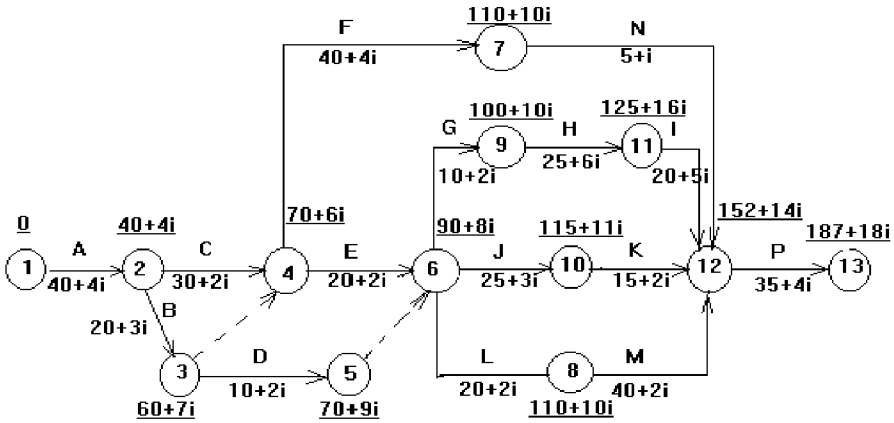 F
110+10i
N
7
40+4i
5+i
G
100+10i
H
125+16i
I
9
11
10+2i
25+6i
20+5i
0
40+4i
70+6i
90+8i
115+11i
152+14i
187+18i
A
C
E
J
K
P
1
2
4
6
10
12
13
40+4i
30+2i
20+2i
25+3i
15+2i
35+4i
B
20+3i
D
L
M
3
5
8
10+2i
20+2i
40+2i
60+7i
70+9i
110+10i